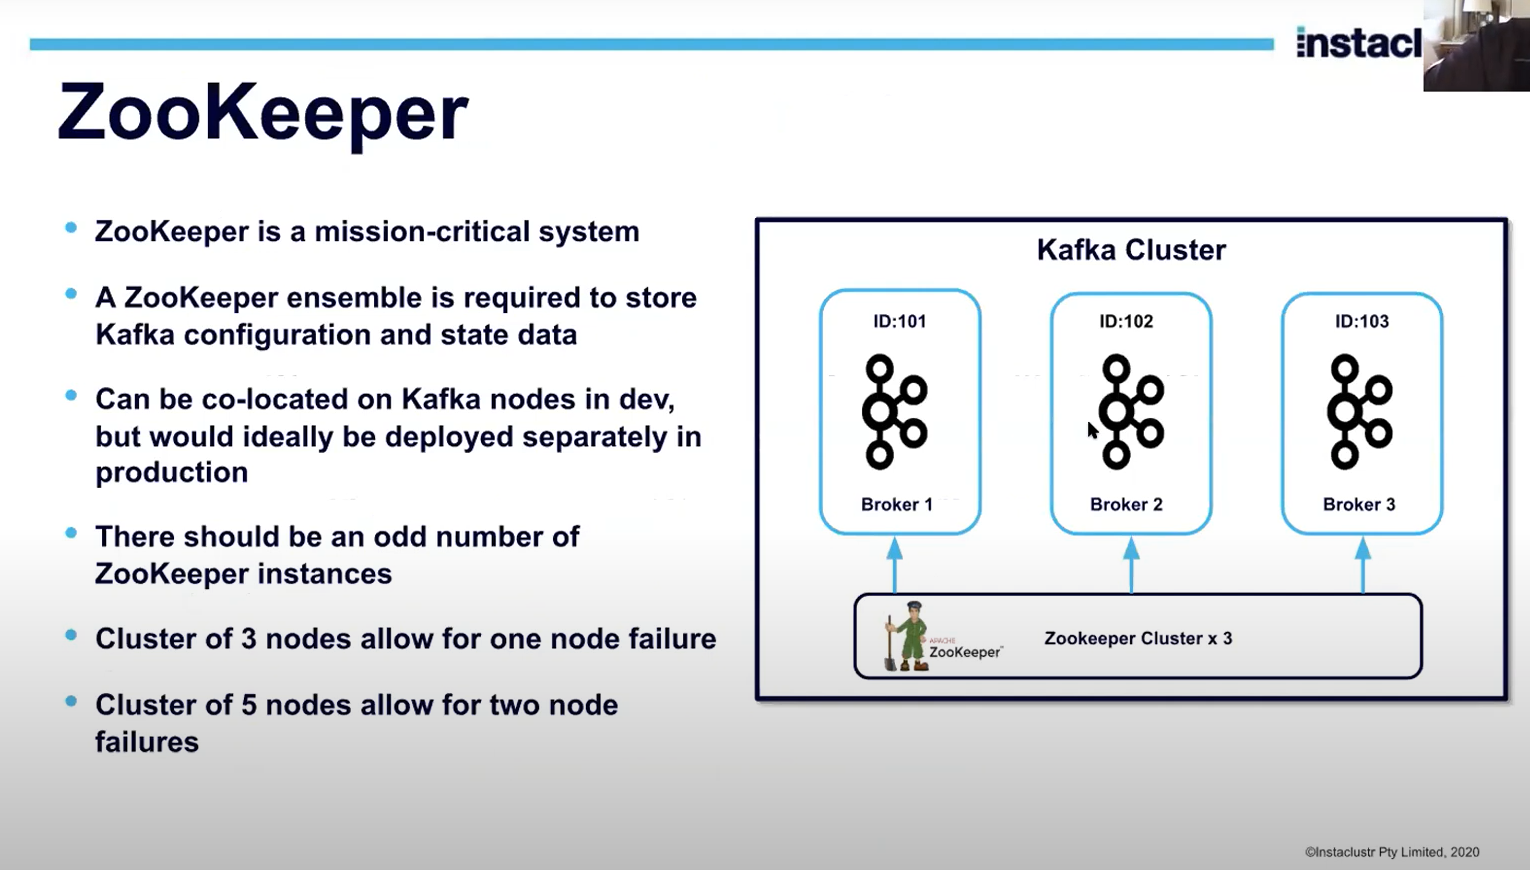 instacl
ZooKeeper
ZooKeeper is a mission-critical system
A ZooKeeper ensemble is required to store
Kafka configuration and state data
Can be co-located on Kafka nodes in dev,
but would ideally be deployed separately in
production
There should be an odd number of
ZooKeeper instances
Cluster of 3 nodes allow for one node failure
Cluster of 5 nodes allow for two node
failures
Kafka Cluster
ID:101
ID:102
ID:103
Broker 1
Broker 2
Broker 3
APACHE
ZooKeeper™
Zookeeper Cluster x 3
©Instaclustr Pty Limited, 2020